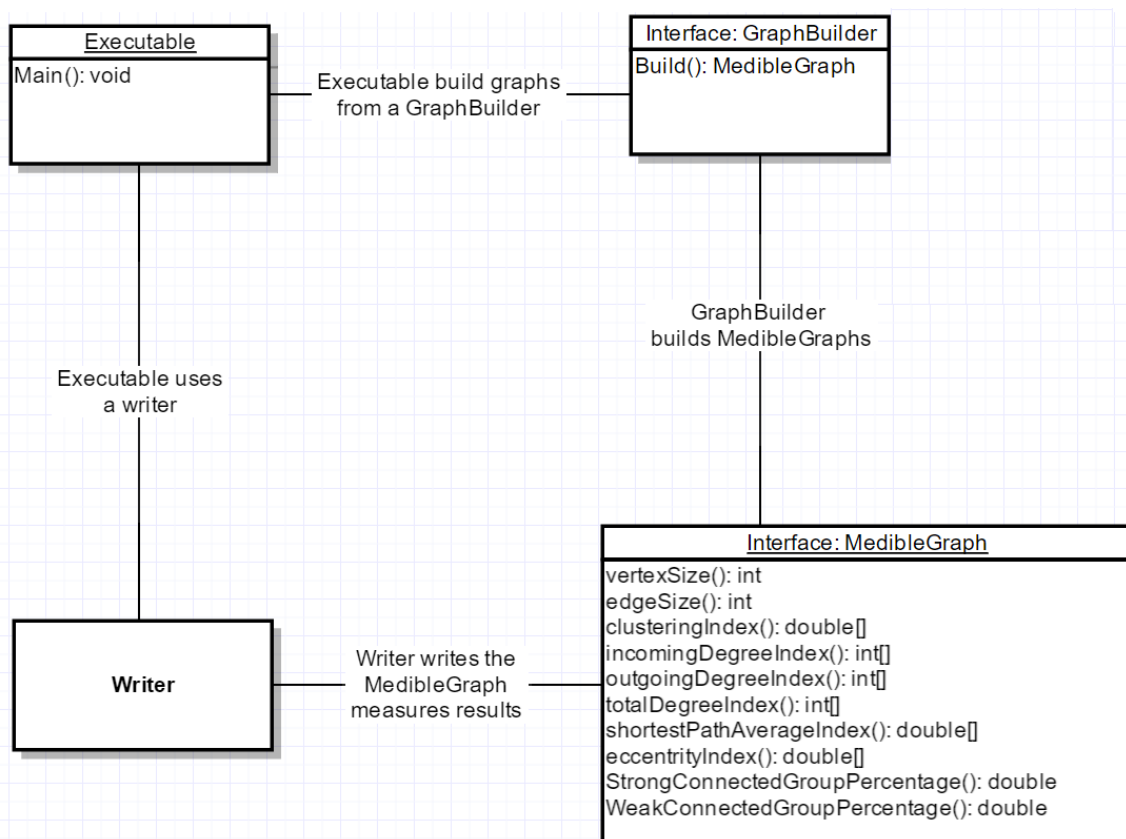 Executable
Main(): void
Executable build graphs
from a GraphBuilder
Interface: GraphBuilder
Build(): MedibleGraph
GraphBuilder
builds MedibleGraphs
Executable uses
a writer
Writer
Writer writes the
MedibleGraph
measures results
Interface: MedibleGraph
vertexSize(): int
edgeSize(): int
clusteringIndex(): double[]
incomingDegreeIndex(): int[]
outgoingDegreeIndex(): int[]
totalDegreeIndex(): int[]
shortestPathAverageIndex(): double[]
eccentrityIndex(): double[]
StrongConnectedGroupPercentage(): double
WeakConnectedGroupPercentage(): double